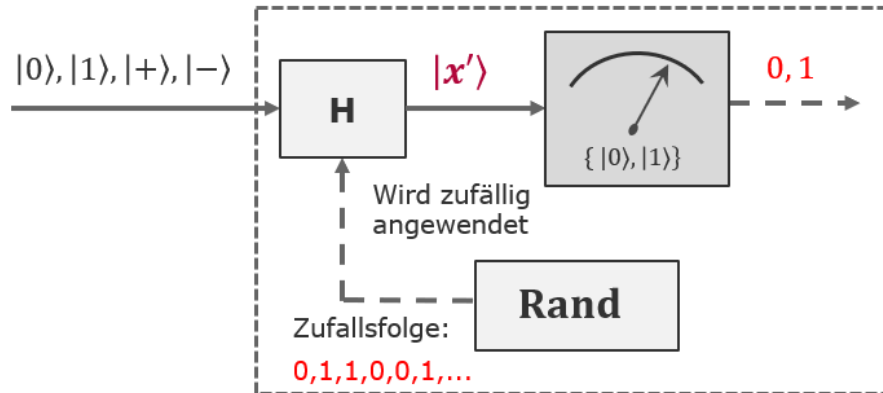 |0⟩, |1⟩, |+⟩, |−⟩
H
|x′⟩
{ |0⟩, |1⟩}
0, 1
Wird zufällig
angewendet
Rand
Zufallsfolge:
0,1,1,0,0,1,...